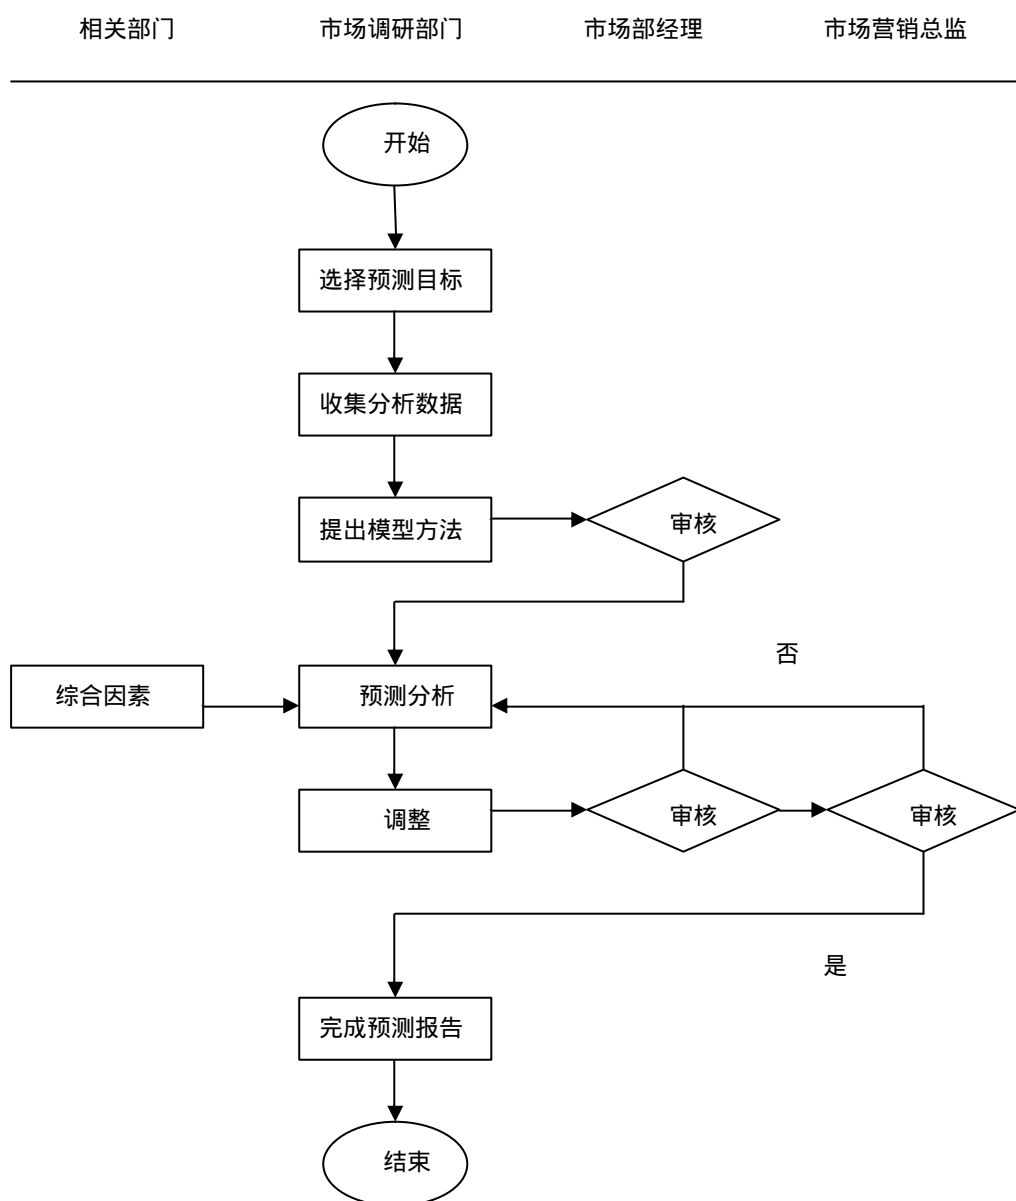 相关部门 市场调研部门 市场部经理 市场营销总监
开始
选择预测目标
收集分析数据
提出模型方法 审核
否
综合因素 预测分析
调整 审核 审核
是
完成预测报告
结束